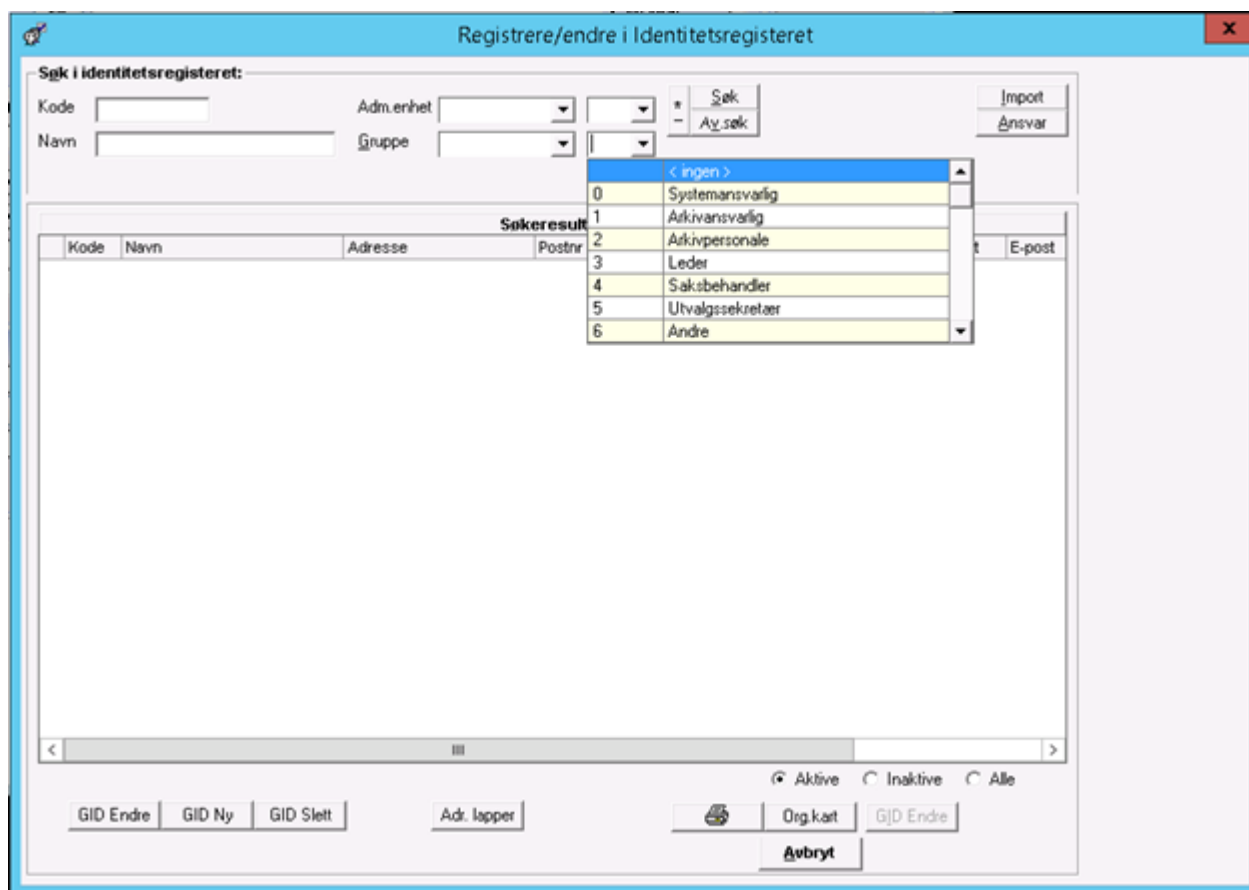 Registrere/endre i Identitetsregisteret x
Søk i identitetsregisteret:
Kode Adm.enhet * Søk Import
Navn Gruppe - Av.søk Ansvar
< ingen >
0 Systemansvarlig
1 Arkivansvarlig
2 Arkivpersonale
3 Leder
4 Saksbehandler
5 Utvalgssekretær
6 Andre
Søkeresult
Kode Navn Adresse Postnr t E-post
Aktive Inaktive Alle
GID Endre GID Ny GID Slett Adr. lapper Org.kart GID Endre
Avbryt